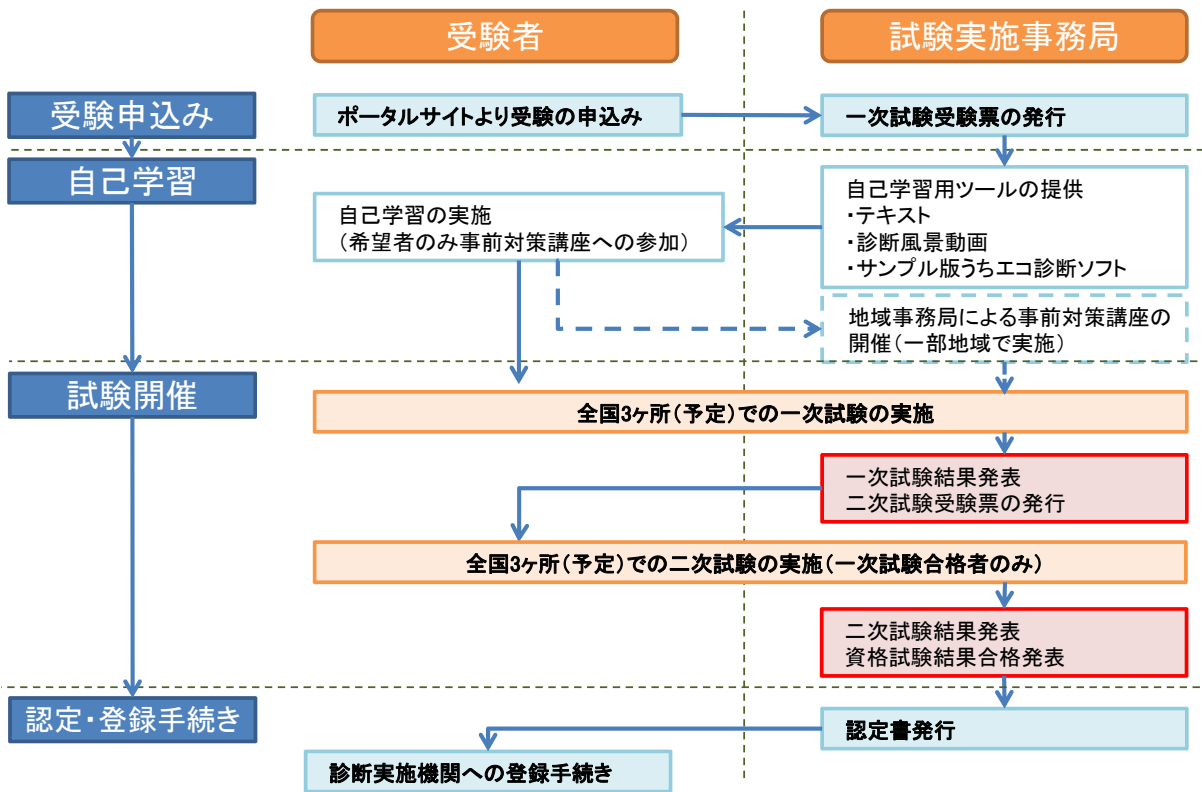 受験者
試験実施事務局
受験申込み
ポータルサイトより受験の申込み
一次試験受験票の発行
自己学習
自己学習の実施
(希望者のみ事前対策講座への参加)
自己学習用ツールの提供
・テキスト
・診断風景動画
・サンプル版うちエコ診断ソフト
地域事務局による事前対策講座の
開催(一部地域で実施)
試験開催
全国3ヶ所(予定)での一次試験の実施
一次試験結果発表
二次試験受験票の発行
全国3ヶ所(予定)での二次試験の実施(一次試験合格者のみ)
二次試験結果発表
資格試験結果合格発表
認定・登録手続き
認定書発行
診断実施機関への登録手続き